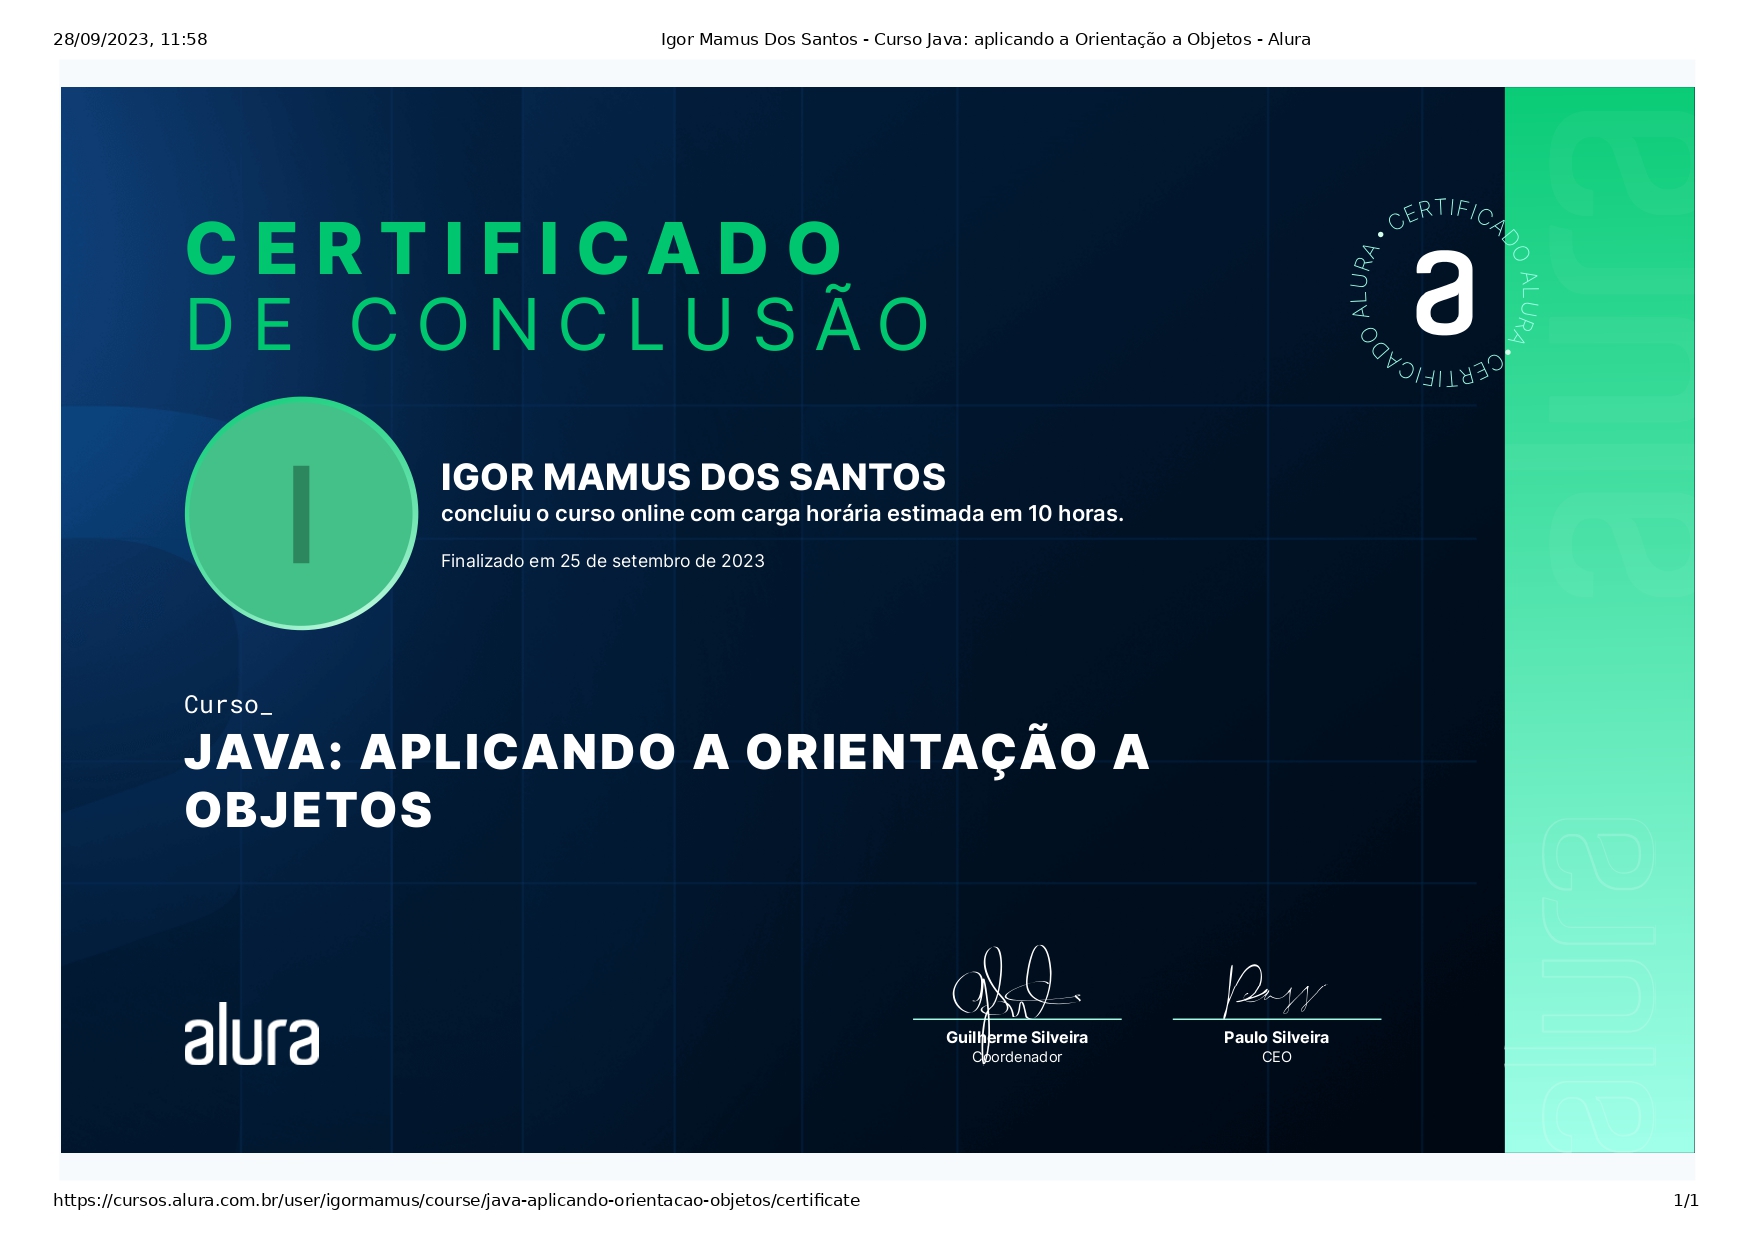 28/09/2023, 11:58
Igor Mamus Dos Santos - Curso Java: aplicando a Orientação a Objetos - Alura
CERTIFICADO
DE CONCLUSÃO
CERTIFICADO ALURA • CERTIFICADO ALURA •
a
I
IGOR MAMUS DOS SANTOS
concluiu o curso online com carga horária estimada em 10 horas.
Finalizado em 25 de setembro de 2023
Curso_
JAVA: APLICANDO A ORIENTAÇÃO A
OBJETOS
alura
Guilherme Silveira
Coordenador
Paulo Silveira
CEO
alura
alura
https://cursos.alura.com.br/user/igormamus/course/java-aplicando-orientacao-objetos/certificate
1/1